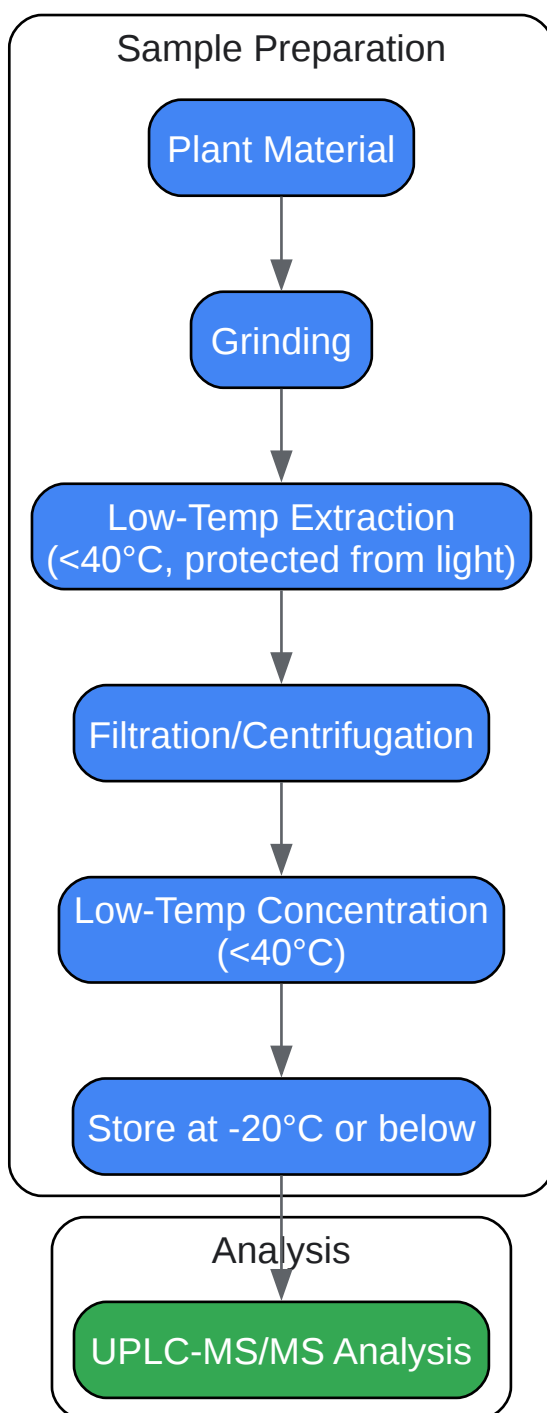 Sample Preparation
Plant Material
Grinding
Low-Temp Extraction
(<40°C, protected from light)
Filtration/Centrifugation
Low-Temp Concentration
(<40°C)
Store at -20°C or below
Analysis
UPLC-MS/MS Analysis